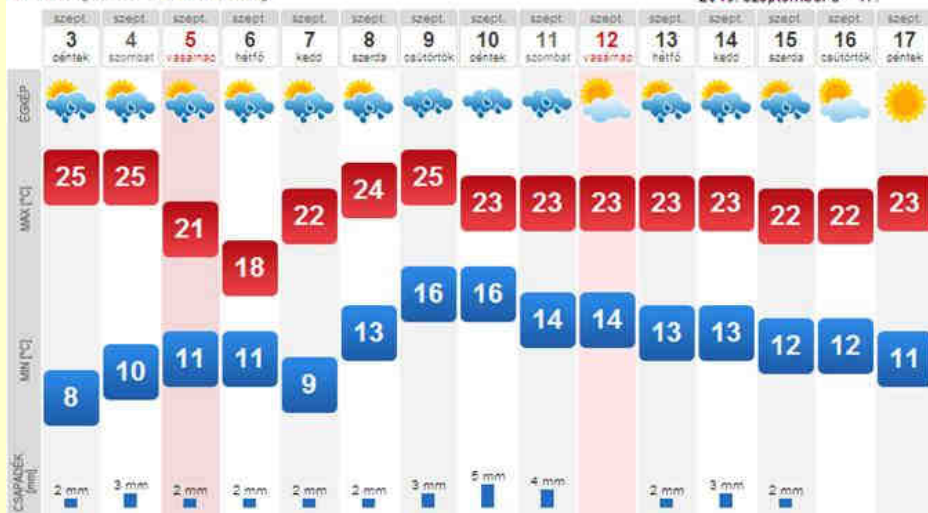 szept. szept. szept. szept. szept. szept. szept. szept. szept. szept. szept. szept. szept. szept. szept.
3 4 5 6 7 8 9 10 11 12 13 14 15 16 17
péntek szombat vasárnap hétfő kedd szerda csütörtök péntek szombat vasárnap hétfő kedd szerda csütörtök péntek
ÉGKÉP
MAX [°C]
25 25 21 18 22 24 25 23 23 23 23 23 22 22 23
MIN [°C]
8 10 11 11 9 13 16 16 14 14 13 13 12 12 11
CSAPADÉK
[mm]
2 mm 3 mm 2 mm 2 mm 2 mm 2 mm 3 mm 5 mm 4 mm 2 mm 3 mm 2 mm